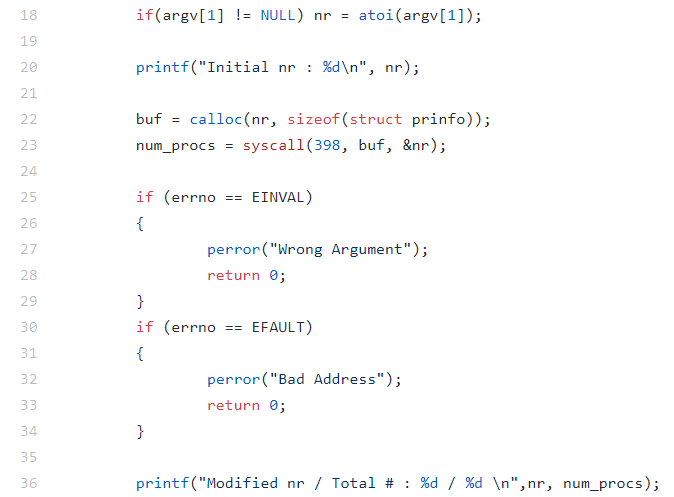 18 if(argv[1] != NULL) nr = atoi(argv[1]);
19
20 printf("Initial nr : %d\n", nr);
21
22 buf = calloc(nr, sizeof(struct prinfo));
23 num_procs = syscall(398, buf, &nr);
24
25 if (errno == EINVAL)
26 {
27 perror("Wrong Argument");
28 return 0;
29 }
30 if (errno == EFAULT)
31 {
32 perror("Bad Address");
33 return 0;
34 }
35
36 printf("Modified nr / Total # : %d / %d \n",nr, num_procs);